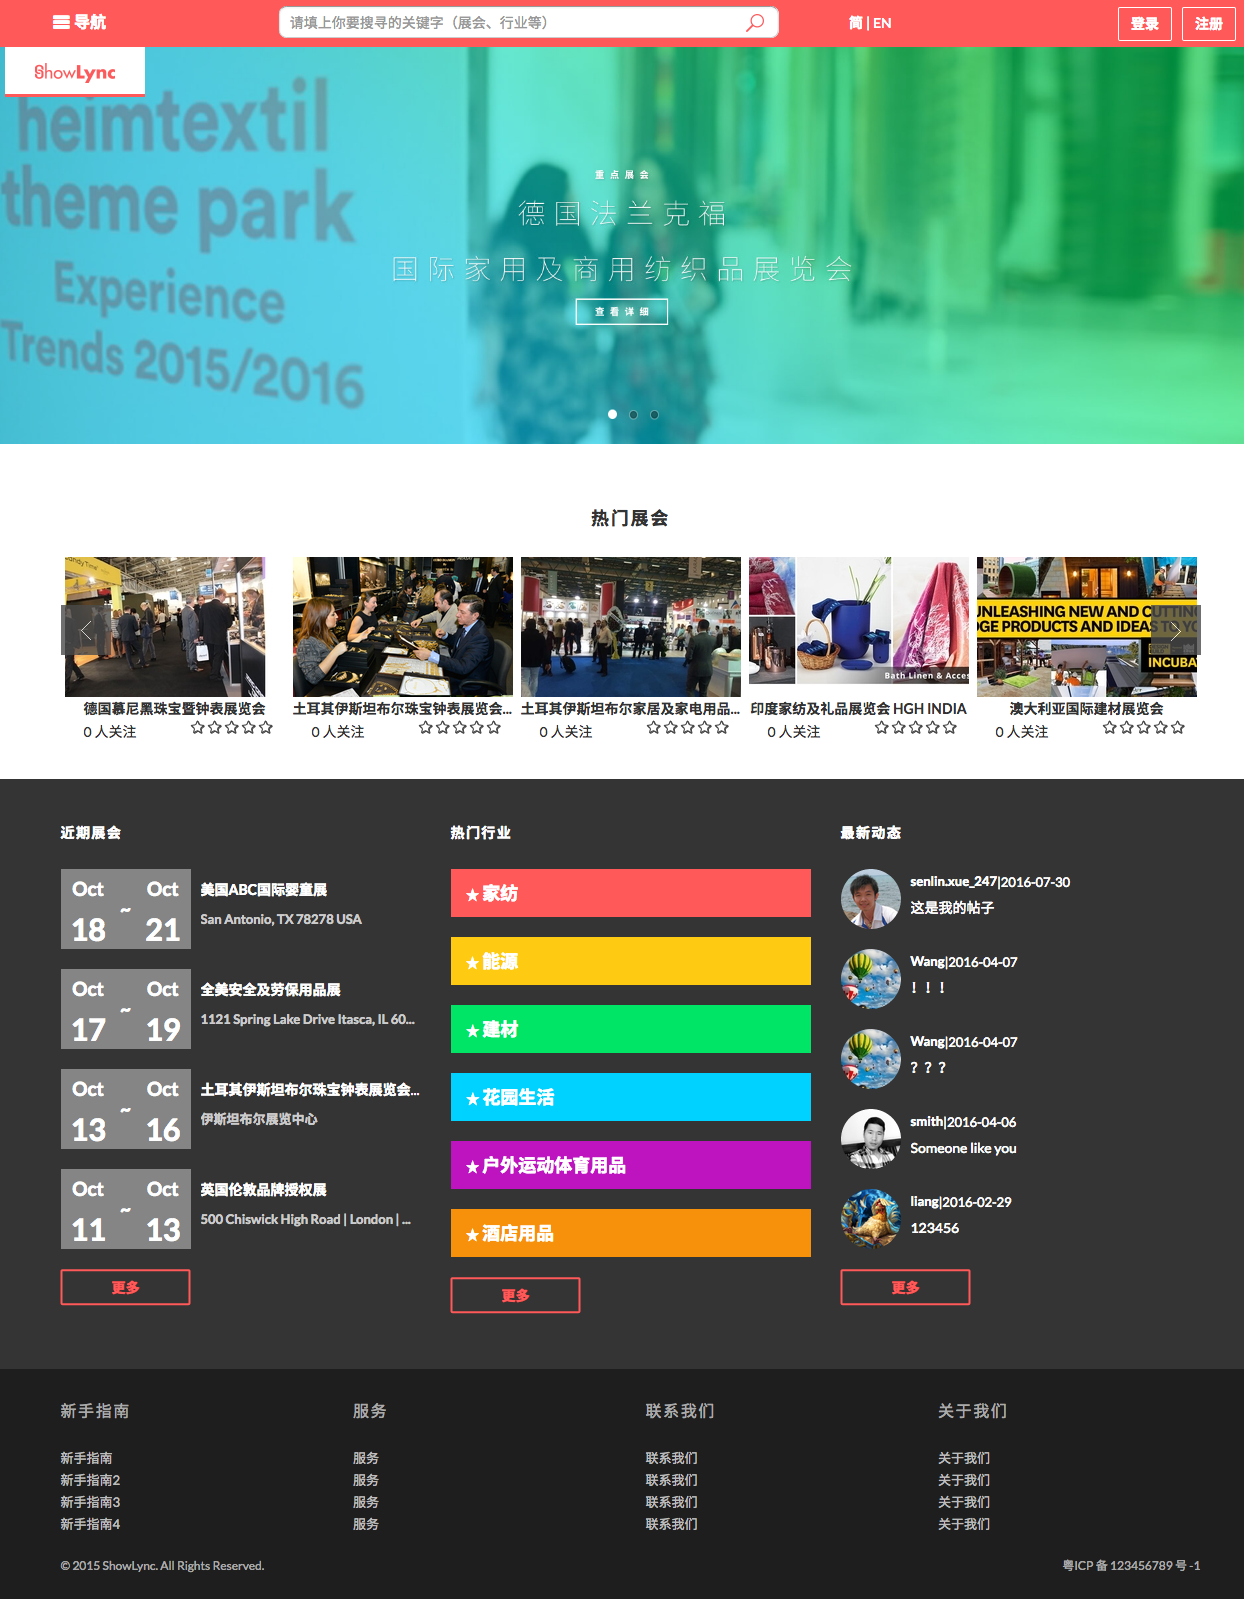 导航
请填上你要搜寻的关键字（展会、行业等）
简 | EN
登录
注册
ShowLync
heimtextil
theme park
Experience
Trends 2015/2016
重点展会
德国法兰克福
国际家用及商用纺织品展览会
查看详细
热门展会
UNLEASHING NEW AND CUTTING
PRODUCTS AND IDEAS TO
INCUBA
Bath Linen & Acces
德国慕尼黑珠宝暨钟表展览会
土耳其伊斯坦布尔珠宝钟表展览会...
土耳其伊斯坦布尔家居及家电用品...
印度家纺及礼品展览会 HGH INDIA
澳大利亚国际建材展览会
0 人关注
0 人关注
0 人关注
0 人关注
0 人关注
近期展会
Oct 18 ~ Oct 21
美国ABC国际婴童展
San Antonio, TX 78278 USA
Oct 17 ~ Oct 19
全美安全及劳保用品展
1121 Spring Lake Drive Itasca, IL 60...
Oct 13 ~ Oct 16
土耳其伊斯坦布尔珠宝钟表展览会...
伊斯坦布尔展览中心
Oct 11 ~ Oct 13
英国伦敦品牌授权展
500 Chiswick High Road | London | ...
更多
热门行业
★ 家纺
★ 能源
★ 建材
★ 花园生活
★ 户外运动体育用品
★ 酒店用品
更多
最新动态
senlin.xue_247|2016-07-30
这是我的帖子
Wang|2016-04-07
！！！
Wang|2016-04-07
？？？
smith|2016-04-06
Someone like you
liang|2016-02-29
123456
更多
新手指南
新手指南
新手指南2
新手指南3
新手指南4
服务
服务
服务
服务
服务
联系我们
联系我们
联系我们
联系我们
联系我们
关于我们
关于我们
关于我们
关于我们
关于我们
© 2015 ShowLync. All Rights Reserved.
粤ICP 备 123456789 号 -1